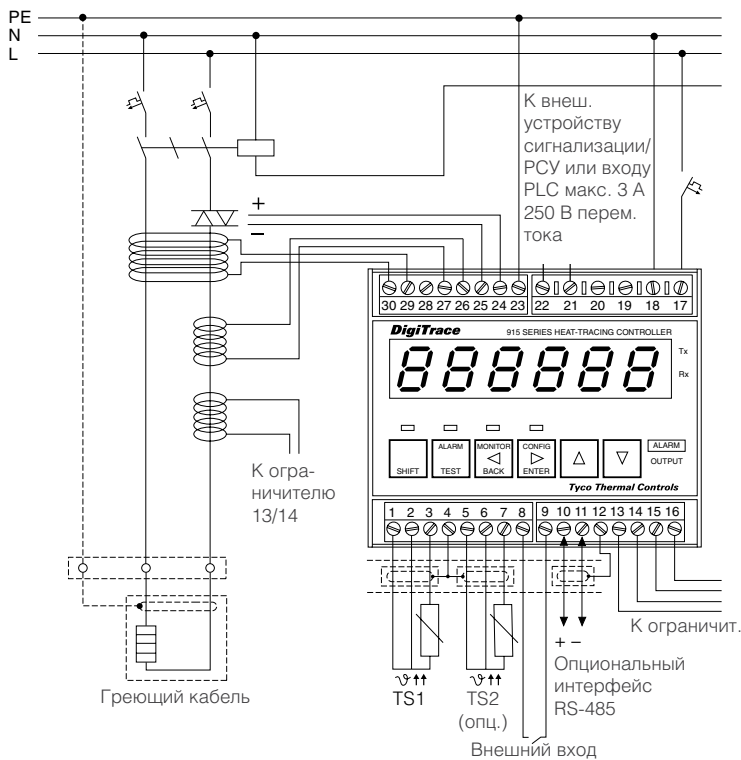 PE
N
L
К внеш.
устройству
сигнализации/
РСУ или входу
PLC макс. 3 А
250 В перем.
тока
+
–
30 29 28 27 26 25 24 23 22 21 20 19 18 17
DigiTrace
915 SERIES HEAT-TRACING CONTROLLER
888888
Tx
Rx
SHIFT
ALARM
TEST
MONITOR
BACK
CONFIG
ENTER
ALARM
OUTPUT
Tyco Thermal Controls
1 2 3 4 5 6 7 8 9 10 11 12 13 14 15 16
К огра-
ничителю
13/14
К ограничит.
+ –
Опциональный
интерфейс
RS-485
ϑ
TS1
ϑ
TS2
(опц.)
Внешний вход
Греющий кабель